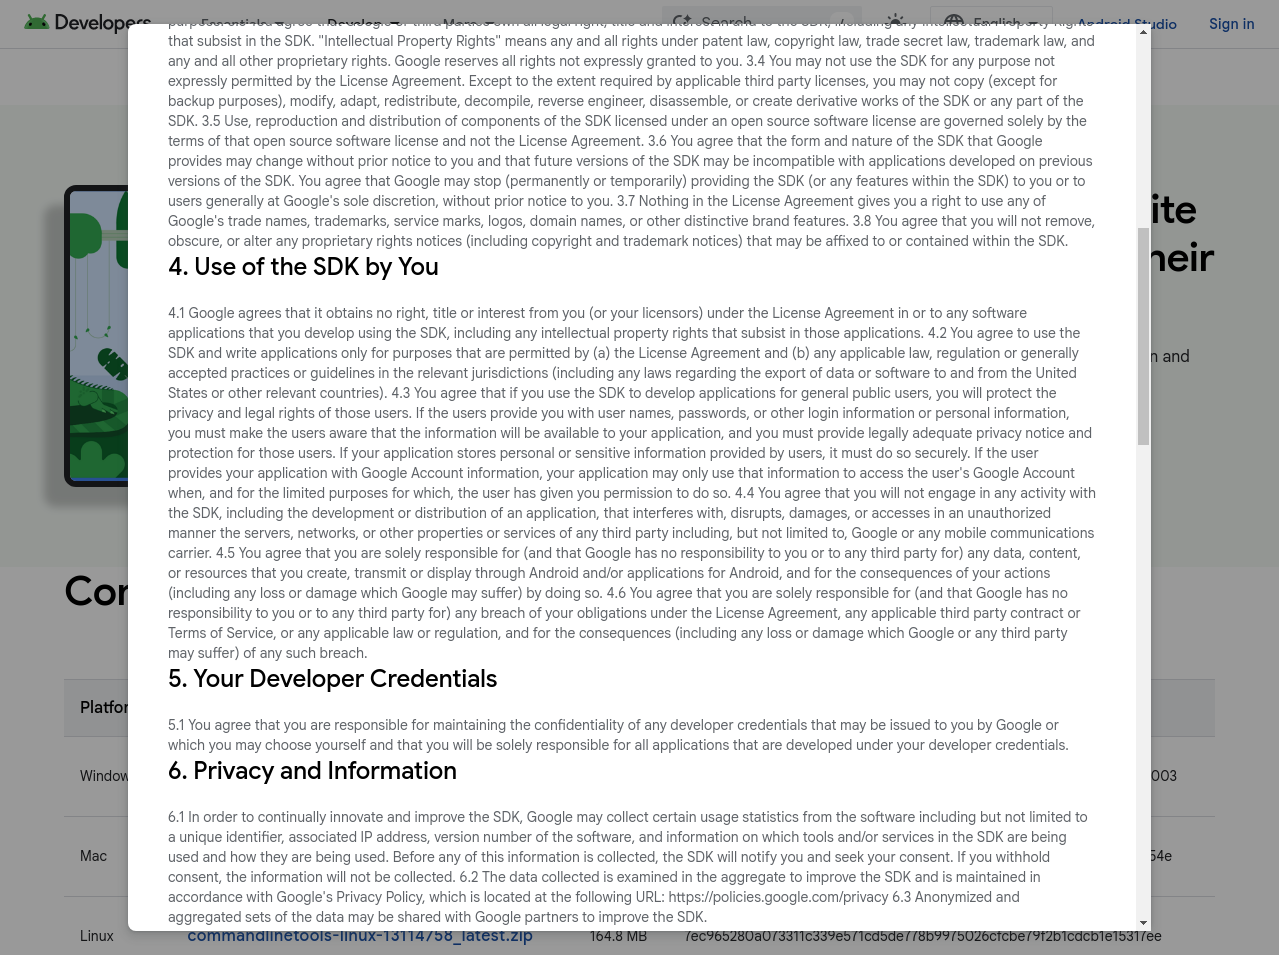 Developers
Search
English
Android Studio
Sign in
that subsist in the SDK. "Intellectual Property Rights" means any and all rights under patent law, copyright law, trade secret law, trademark law, and
any and all other proprietary rights. Google reserves all rights not expressly granted to you. 3.4 You may not use the SDK for any purpose not
expressly permitted by the License Agreement. Except to the extent required by applicable third party licenses, you may not copy (except for
backup purposes), modify, adapt, redistribute, decompile, reverse engineer, disassemble, or create derivative works of the SDK or any part of the
SDK. 3.5 Use, reproduction and distribution of components of the SDK licensed under an open source software license are governed solely by the
terms of that open source software license and not the License Agreement. 3.6 You agree that the form and nature of the SDK that Google
provides may change without prior notice to you and that future versions of the SDK may be incompatible with applications developed on previous
versions of the SDK. You agree that Google may stop (permanently or temporarily) providing the SDK (or any features within the SDK) to you or to
users generally at Google's sole discretion, without prior notice to you. 3.7 Nothing in the License Agreement gives you a right to use any of
Google's trade names, trademarks, service marks, logos, domain names, or other distinctive brand features. 3.8 You agree that you will not remove,
obscure, or alter any proprietary rights notices (including copyright and trademark notices) that may be affixed to or contained within the SDK.
4. Use of the SDK by You
4.1 Google agrees that it obtains no right, title or interest from you (or your licensors) under the License Agreement in or to any software
applications that you develop using the SDK, including any intellectual property rights that subsist in those applications. 4.2 You agree to use the
SDK and write applications only for purposes that are permitted by (a) the License Agreement and (b) any applicable law, regulation or generally
accepted practices or guidelines in the relevant jurisdictions (including any laws regarding the export of data or software to and from the United
States or other relevant countries). 4.3 You agree that if you use the SDK to develop applications for general public users, you will protect the
privacy and legal rights of those users. If the users provide you with user names, passwords, or other login information or personal information,
you must make the users aware that the information will be available to your application, and you must provide legally adequate privacy notice and
protection for those users. If your application stores personal or sensitive information provided by users, it must do so securely. If the user
provides your application with Google Account information, your application may only use that information to access the user's Google Account
when, and for the limited purposes for which, the user has given you permission to do so. 4.4 You agree that you will not engage in any activity with
the SDK, including the development or distribution of an application, that interferes with, disrupts, damages, or accesses in an unauthorized
manner the servers, networks, or other properties or services of any third party including, but not limited to, Google or any mobile communications
carrier. 4.5 You agree that you are solely responsible for (and that Google has no responsibility to you or to any third party for) any data, content,
or resources that you create, transmit or display through Android and/or applications for Android, and for the consequences of your actions
(including any loss or damage which Google may suffer) by doing so. 4.6 You agree that you are solely responsible for (and that Google has no
responsibility to you or to any third party for) any breach of your obligations under the License Agreement, any applicable third party contract or
Terms of Service, or any applicable law or regulation, and for the consequences (including any loss or damage which Google or any third party
may suffer) of any such breach.
5. Your Developer Credentials
5.1 You agree that you are responsible for maintaining the confidentiality of any developer credentials that may be issued to you by Google or
which you may choose yourself and that you will be solely responsible for all applications that are developed under your developer credentials.
6. Privacy and Information
6.1 In order to continually innovate and improve the SDK, Google may collect certain usage statistics from the software including but not limited to
a unique identifier, associated IP address, version number of the software, and information on which tools and/or services in the SDK are being
used and how they are being used. Before any of this information is collected, the SDK will notify you and seek your consent. If you withhold
consent, the information will not be collected. 6.2 The data collected is examined in the aggregate to improve the SDK and is maintained in
accordance with Google's Privacy Policy, which is located at the following URL: https://policies.google.com/privacy 6.3 Anonymized and
aggregated sets of the data may be shared with Google partners to improve the SDK.
ite
heir
n and
Con
Platfor
Window
003
Mac
54e
Linux
commandlinetools-linux-13114758_latest.zip
164.8 MB
7ec965280a073311c339e571cd5de778b9975026cfcbe79f2b1cdcb1e15317ee